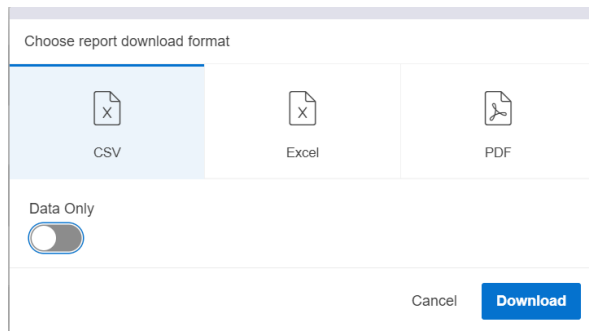 Choose report download format
CSV
Excel
PDF
Data Only
Cancel
Download